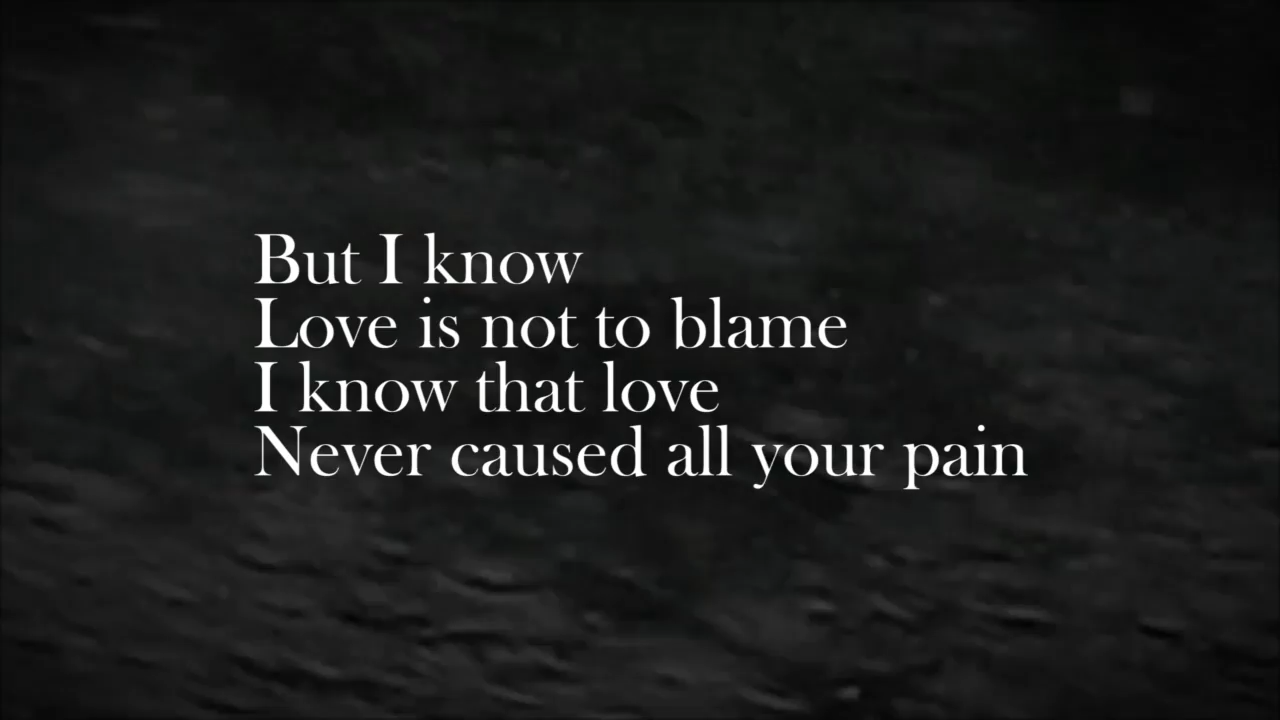 But I know
Love is not to blame
I know that love
Never caused all your pain